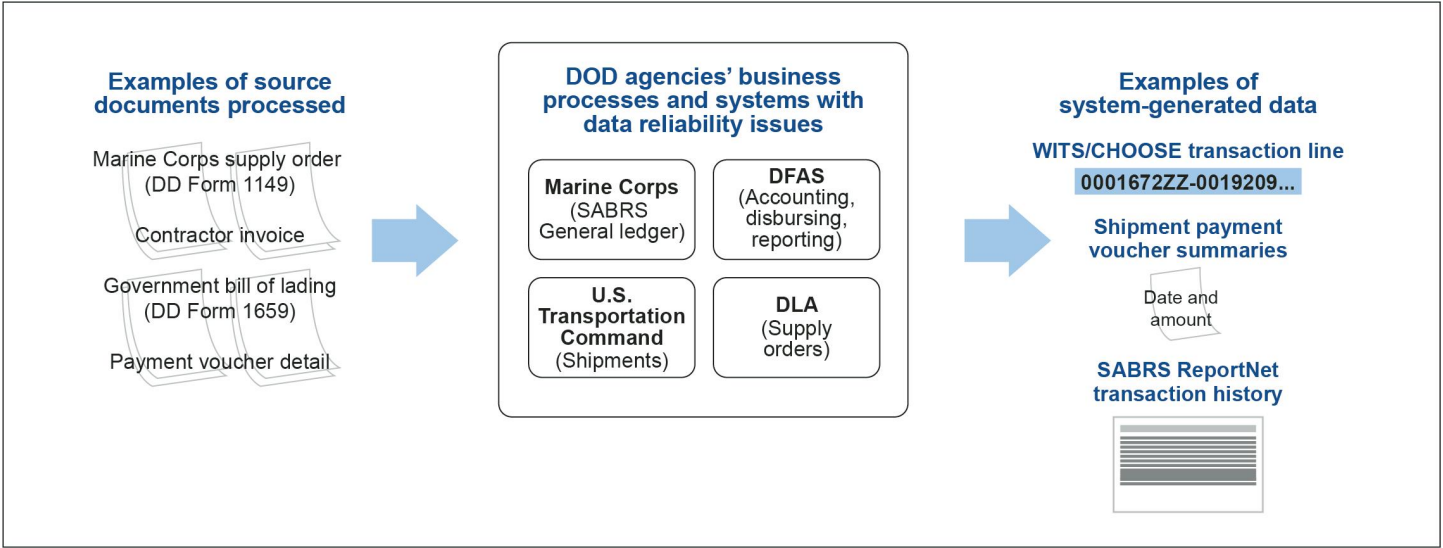 Examples of source
documents processed
Marine Corps supply order
(DD Form 1149)
Contractor invoice
Government bill of lading
(DD Form 1659)
Payment voucher detail
DOD agencies’ business
processes and systems with
data reliability issues
Marine Corps
(SABRS
General ledger)
DFAS
(Accounting,
disbursing,
reporting)
U.S.
Transportation
Command
(Shipments)
DLA
(Supply
orders)
Examples of
system-generated data
WITS/CHOOSE transaction line
0001672ZZ-0019209...
Shipment payment
voucher summaries
Date and
amount
SABRS ReportNet
transaction history